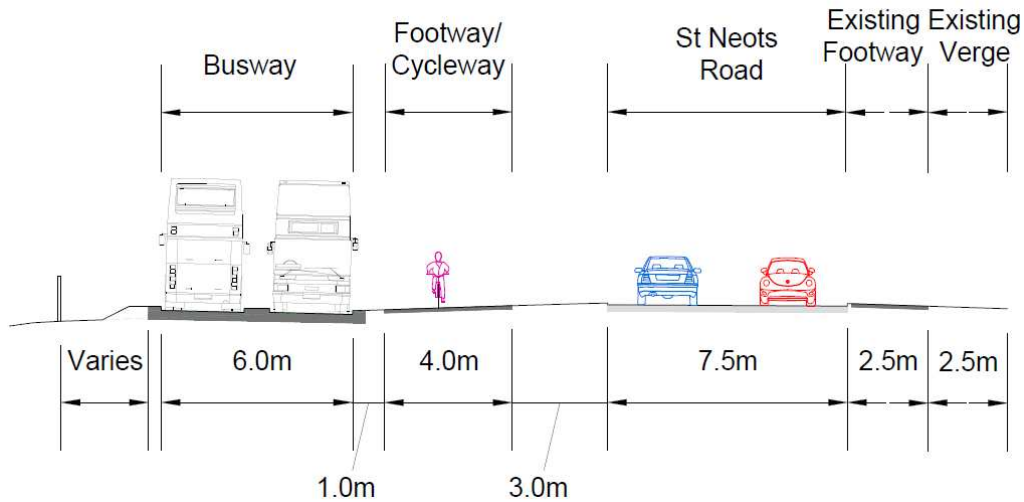 Busway
Footway/
Cycleway
St Neots
Road
Existing
Footway
Existing
Verge
Varies
6.0m
4.0m
7.5m
2.5m
2.5m
1.0m
3.0m